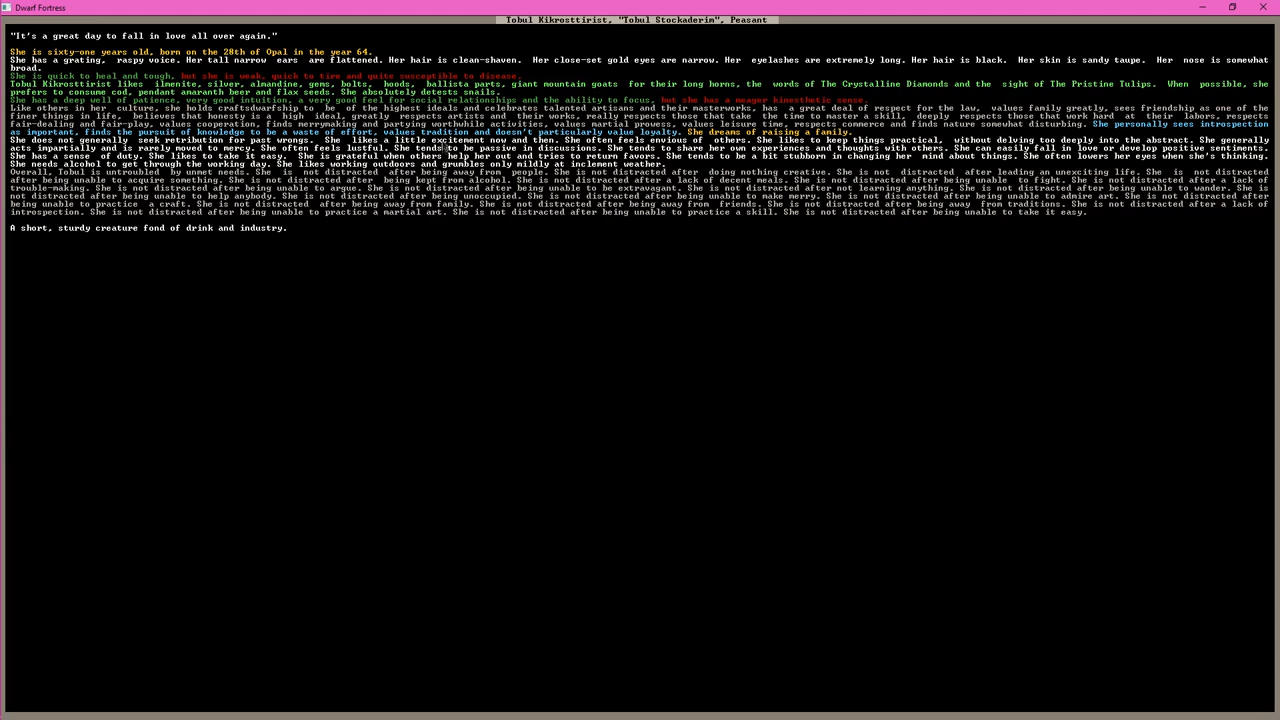 Dwarf Fortress
Tobul Kikrosttirist, "Tobul Stockaderim", Peasant
"It's a great day to fall in love all over again."
She is sixty-one years old, born on the 28th of Opal in the year 64.
She has a grating, raspy voice. Her tall narrow ears are flattened. Her hair is clean-shaven. Her close-set gold eyes are narrow. Her eyelashes are extremely long. Her hair is black. Her skin is sandy taupe. Her nose is somewhat
broad.
She is quick to heal and tough, but she is weak, quick to tire and quite susceptible to disease.
Tobul Kikrosttirist likes ilmenite, silver, almandine, gems, bolts, hoods, ballista parts, giant mountain goats for their long horns, the words of The Crystalline Diamonds and the sight of The Pristine Tulips. When possible, she
prefers to consume cod, pendant amaranth beer and flax seeds. She absolutely detests snails.
She has a deep well of patience, very good intuition, a very good feel for social relationships and the ability to focus, but she has a meager kinesthetic sense.
Like others in her culture, she holds craftsdwarfship to be of the highest ideals and celebrates talented artisans and their masterworks, has a great deal of respect for the law, values family greatly, sees friendship as one of the
finer things in life, believes that honesty is a high ideal, greatly respects artists and their works, really respects those that take the time to master a skill, deeply respects those that work hard at their labors, respects
fair-dealing and fair-play, values cooperation, finds merrymaking and partying worthwhile activities, values martial prowess, values leisure time, respects commerce and finds nature somewhat disturbing. She personally sees introspection
as important, finds the pursuit of knowledge to be a waste of effort, values tradition and doesn't particularly value loyalty. She dreams of raising a family.
She does not generally seek retribution for past wrongs. She likes a little excitement now and then. She often feels envious of others. She likes to keep things practical, without delving too deeply into the abstract. She generally
acts impartially and is rarely moved to mercy. She often feels lustful. She tends to be passive in discussions. She tends to share her own experiences and thoughts with others. She can easily fall in love or develop positive sentiments.
She has a sense of duty. She likes to take it easy. She is grateful when others help her out and tries to return favors. She tends to be a bit stubborn in changing her mind about things. She often lowers her eyes when she's thinking.
She needs alcohol to get through the working day. She likes working outdoors and grumbles only mildly at inclement weather.
Overall, Tobul is untroubled by unmet needs. She is not distracted after being away from people. She is not distracted after doing nothing creative. She is not distracted after leading an unexciting life. She is not distracted
after being unable to acquire something. She is not distracted after being kept from alcohol. She is not distracted after a lack of decent meals. She is not distracted after being unable to fight. She is not distracted after a lack of
trouble-making. She is not distracted after being unable to argue. She is not distracted after being unable to be extravagant. She is not distracted after not learning anything. She is not distracted after being unable to wander. She is
not distracted after being unable to help anybody. She is not distracted after being unoccupied. She is not distracted after being unable to make merry. She is not distracted after being unable to admire art. She is not distracted after
being unable to practice a craft. She is not distracted after being away from family. She is not distracted after being away from friends. She is not distracted after being away from traditions. She is not distracted after a lack of
introspection. She is not distracted after being unable to practice a martial art. She is not distracted after being unable to practice a skill. She is not distracted after being unable to take it easy.
A short, sturdy creature fond of drink and industry.